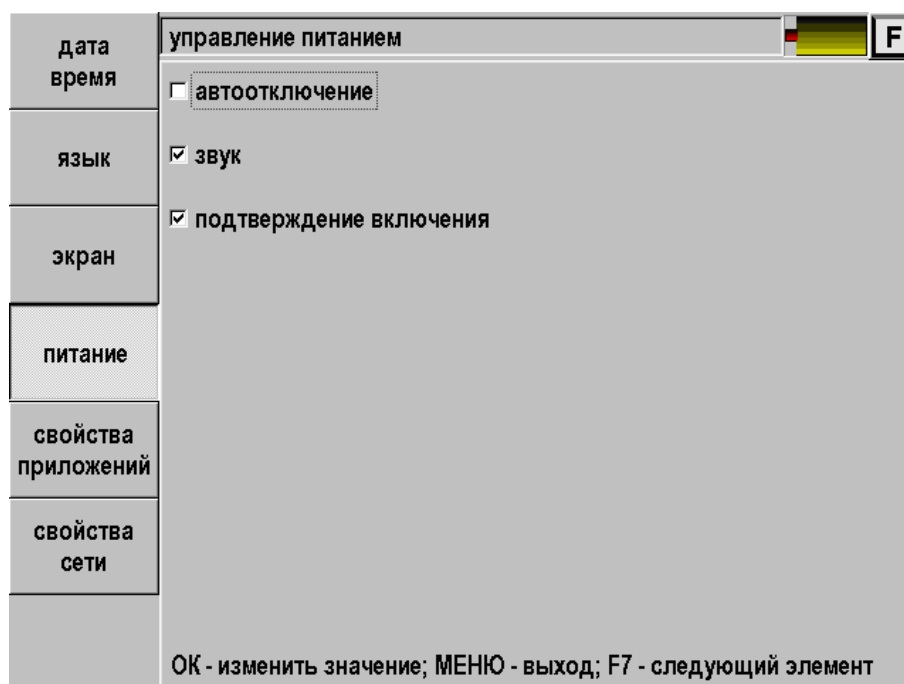 дата
время
язык
экран
питание
свойства
приложений
свойства
сети
управление питанием
F
автоотключение
звук
подтверждение включения
ОК - изменить значение; МЕНЮ - выход; F7 - следующий элемент